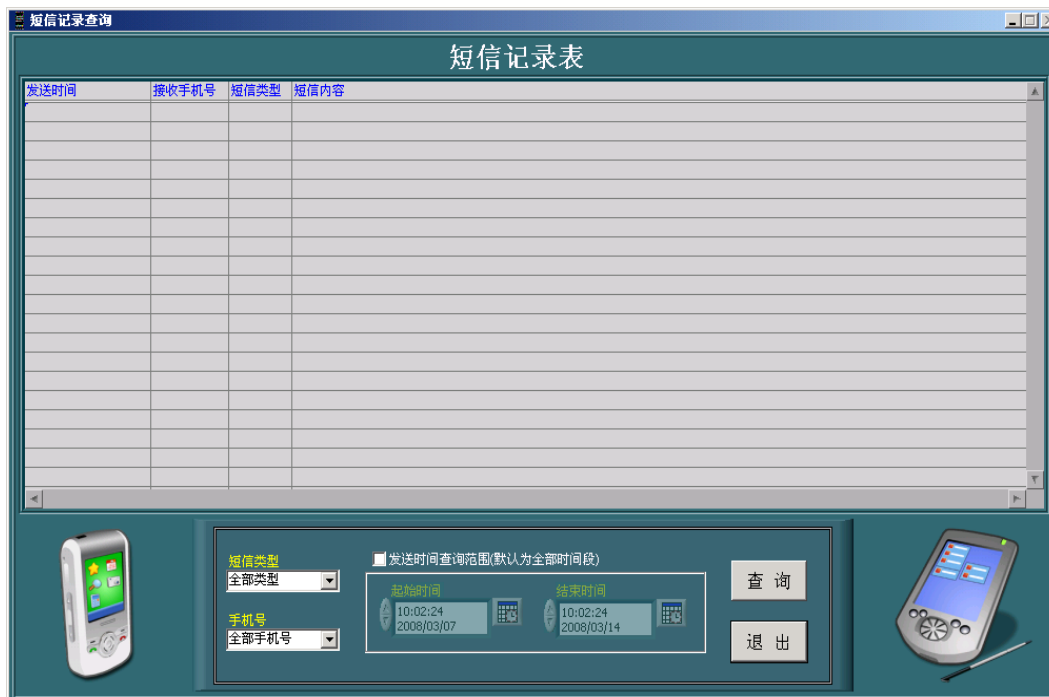 短信记录查询
短信记录表
发送时间 接收手机号 短信类型 短信内容
短信类型
全部类型
手机号
全部手机号
发送时间查询范围(默认为全部时间段)
起始时间
10:02:24
2008/03/07
结束时间
10:02:24
2008/03/14
查 询
退 出